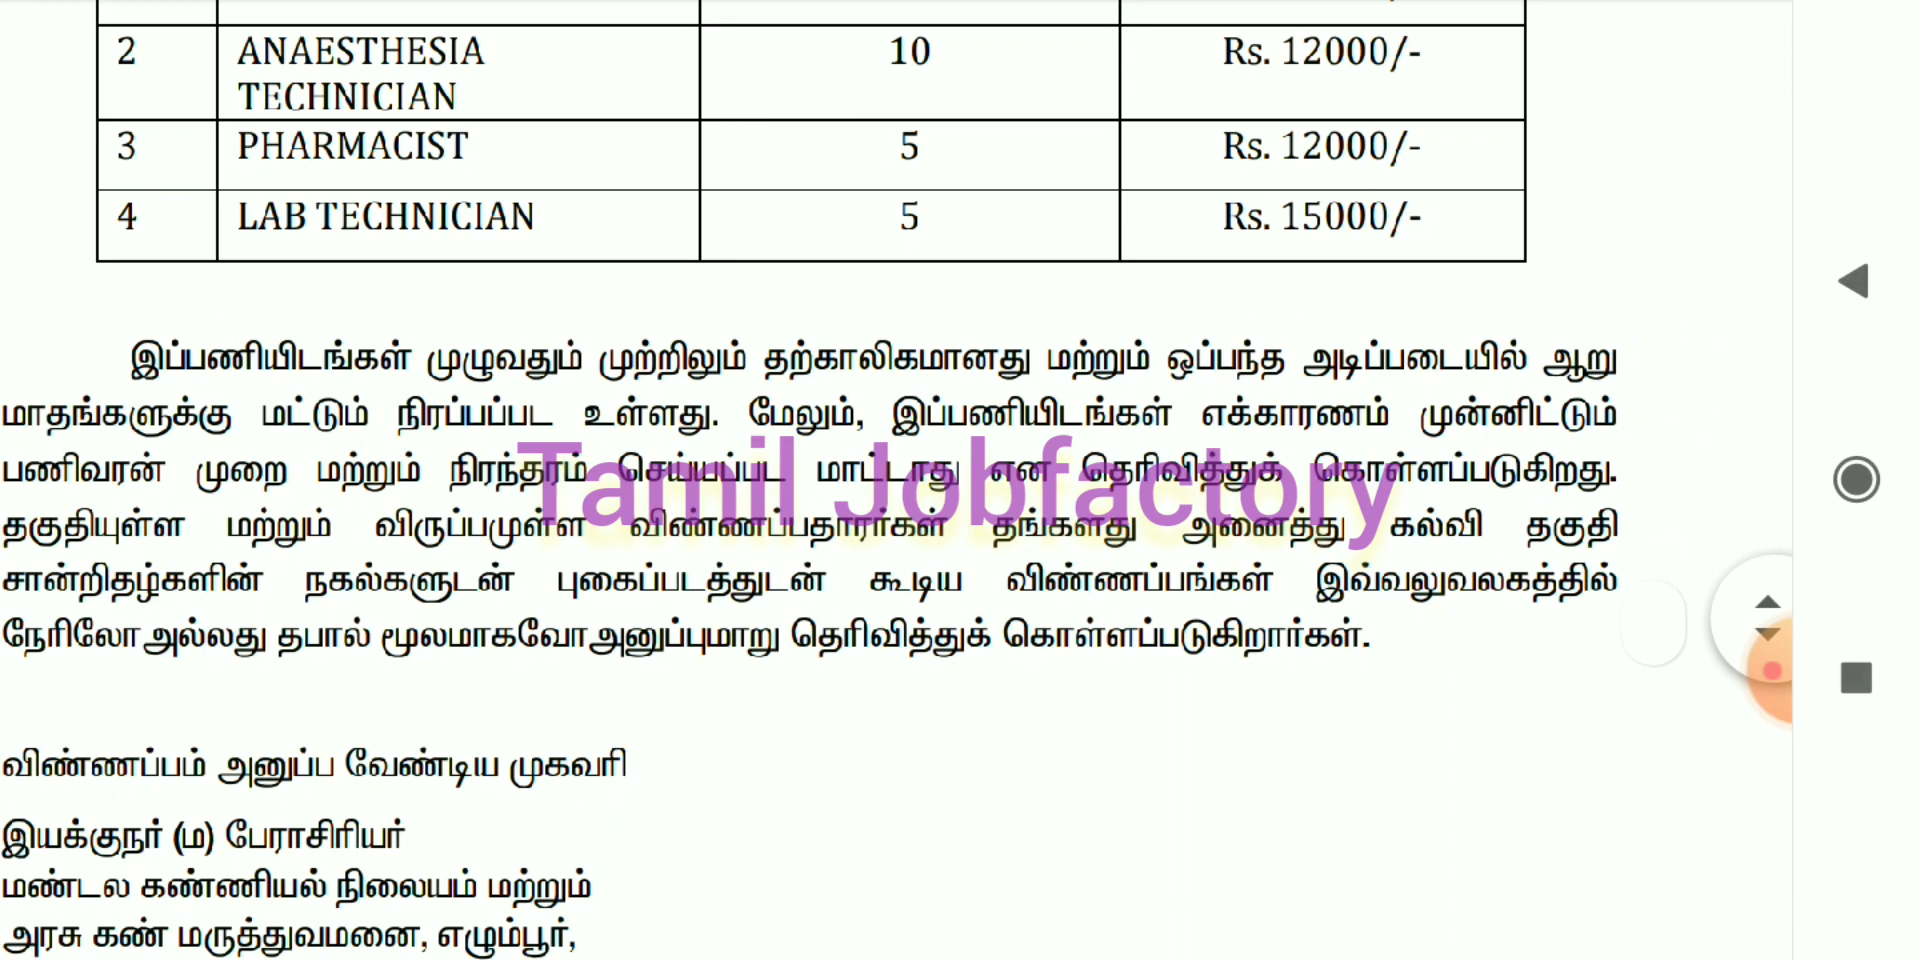 2 ANAESTHESIA 10 Rs. 12000/-
TECHNICIAN
3 PHARMACIST 5 Rs. 12000/-
4 LAB TECHNICIAN 5 Rs. 15000/-
இப்பணியிடங்கள் முழுவதும் முற்றிலும் தற்காலிகமானது மற்றும் ஒப்பந்த அடிப்படையில் ஆறு
மாதங்களுக்கு மட்டும் நிரப்பப்பட உள்ளது. மேலும், இப்பணியிடங்கள் எக்காரணம் முன்னிட்டும்
பணிவரன் முறை மற்றும் நிரந்தரம் செய்யப்பட மாட்டாது என தெரிவித்துக் கொள்ளப்படுகிறது.
Tamil Jobfactory
தகுதியுள்ள மற்றும் விருப்பமுள்ள விண்ணப்பதாரர்கள் தங்களது அனைத்து கல்வி தகுதி
சான்றிதழ்களின் நகல்களுடன் புகைப்படத்துடன் கூடிய விண்ணப்பங்கள் இவ்வலுவலகத்தில்
நேரிலோஅல்லது தபால் மூலமாகவோஅனுப்புமாறு தெரிவித்துக் கொள்ளப்படுகிறார்கள்.
விண்ணப்பம் அனுப்ப வேண்டிய முகவரி
இயக்குநர் (ம) பேராசிரியர்
மண்டல கண்ணியல் நிலையம் மற்றும்
அரசு கண் மருத்துவமனை, எழும்பூர்,